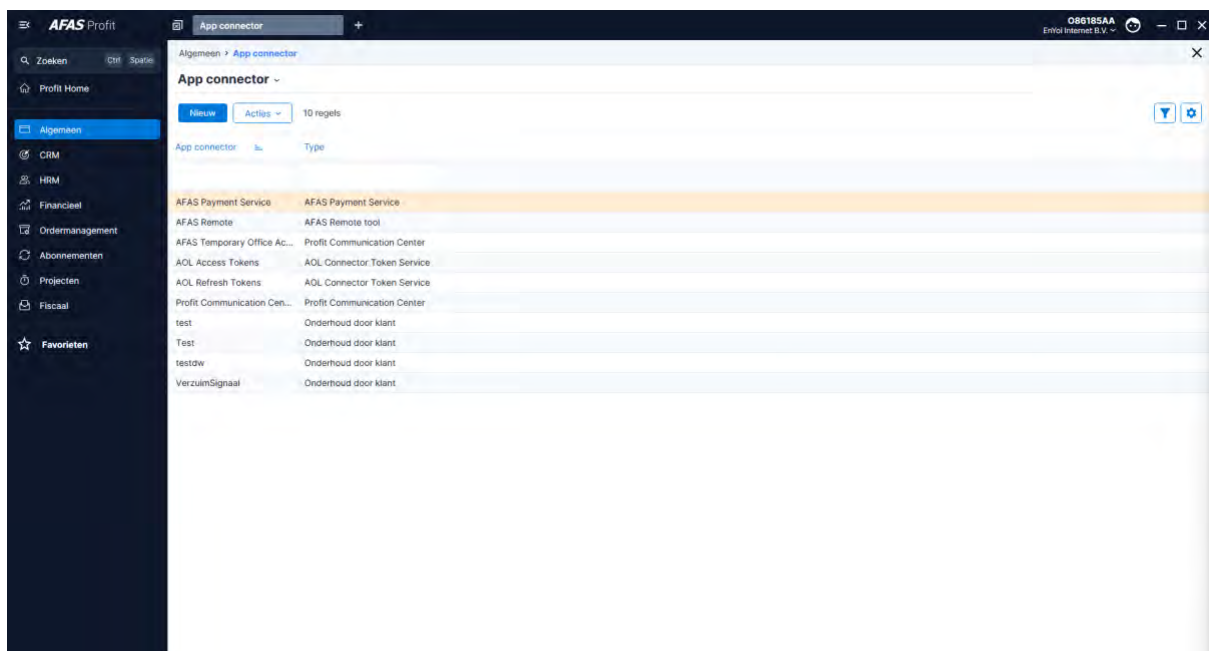 AFAS Profit
App connector
+
086185AA
EnYoi Internet B.V.
Zoeken Ctrl Spatie
Profit Home
Algemeen
CRM
HRM
Financieel
Ordermanagement
Abonnementen
Projecten
Fiscaal
Favorieten
Algemeen > App connector
App connector
Nieuw Acties 10 regels
App connector Type
AFAS Payment Service AFAS Payment Service
AFAS Remote AFAS Remote tool
AFAS Temporary Office Ac... Profit Communication Center
AOL Access Tokens AOL Connector Token Service
AOL Refresh Tokens AOL Connector Token Service
Profit Communication Cen... Profit Communication Center
test Onderhoud door klant
Test Onderhoud door klant
testdw Onderhoud door klant
VerzuimSignaal Onderhoud door klant